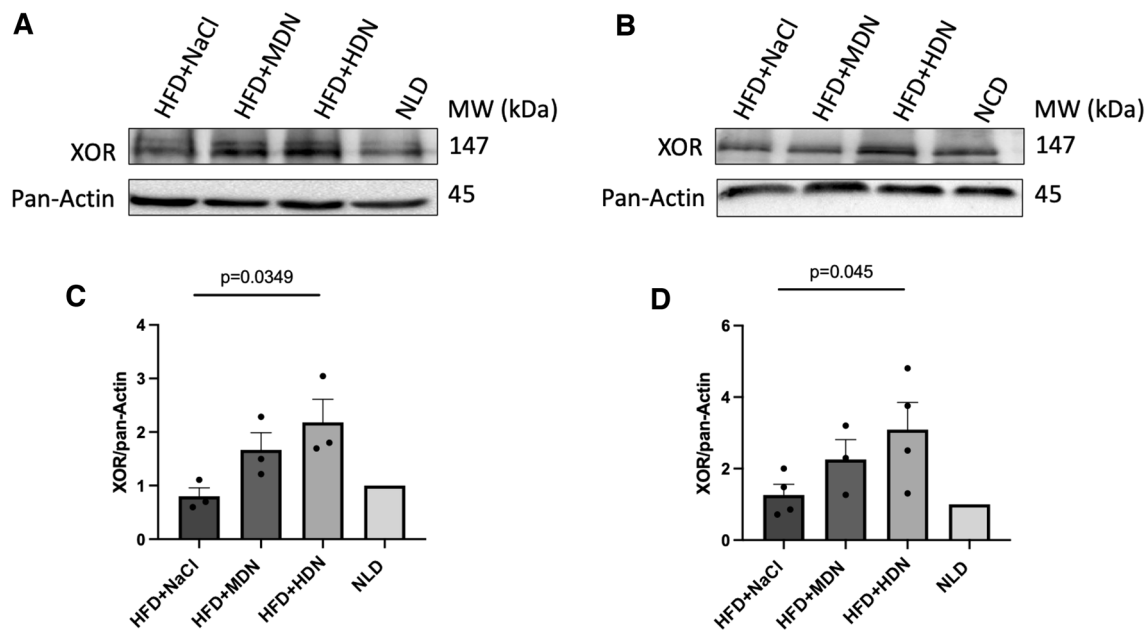 A
HFD+NaCl
HFD+MDN
HFD+HDN
NLD
MW (kDa)
XOR
147
Pan-Actin
45
B
HFD+NaCl
HFD+MDN
HFD+HDN
NCD
MW (kDa)
XOR
147
Pan-Actin
45
C
p=0.0349
XOR/pan-Actin
4
3
2
1
0
HFD+NaCl
HFD+MDN
HFD+HDN
NLD
D
p=0.045
XOR/pan-Actin
6
4
2
0
HFD+NaCl
HFD+MDN
HFD+HDN
NLD